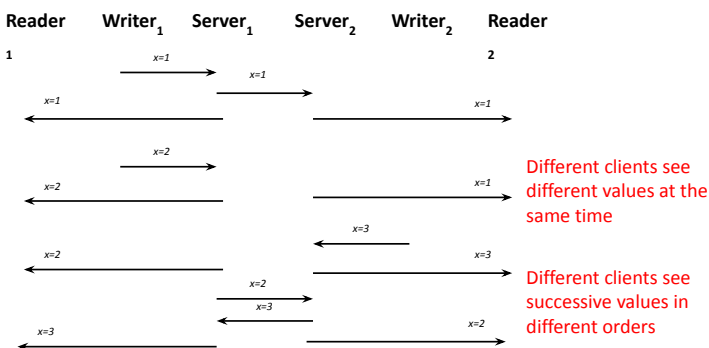 Reader 1 Writer1 Server1 Server2 Writer2 Reader 2
x=1
x=1
x=1 x=1
x=2
x=2 x=1
Different clients see
different values at the
same time
x=3
x=2 x=3
Different clients see
successive values in
different orders
x=2
x=3
x=3 x=2